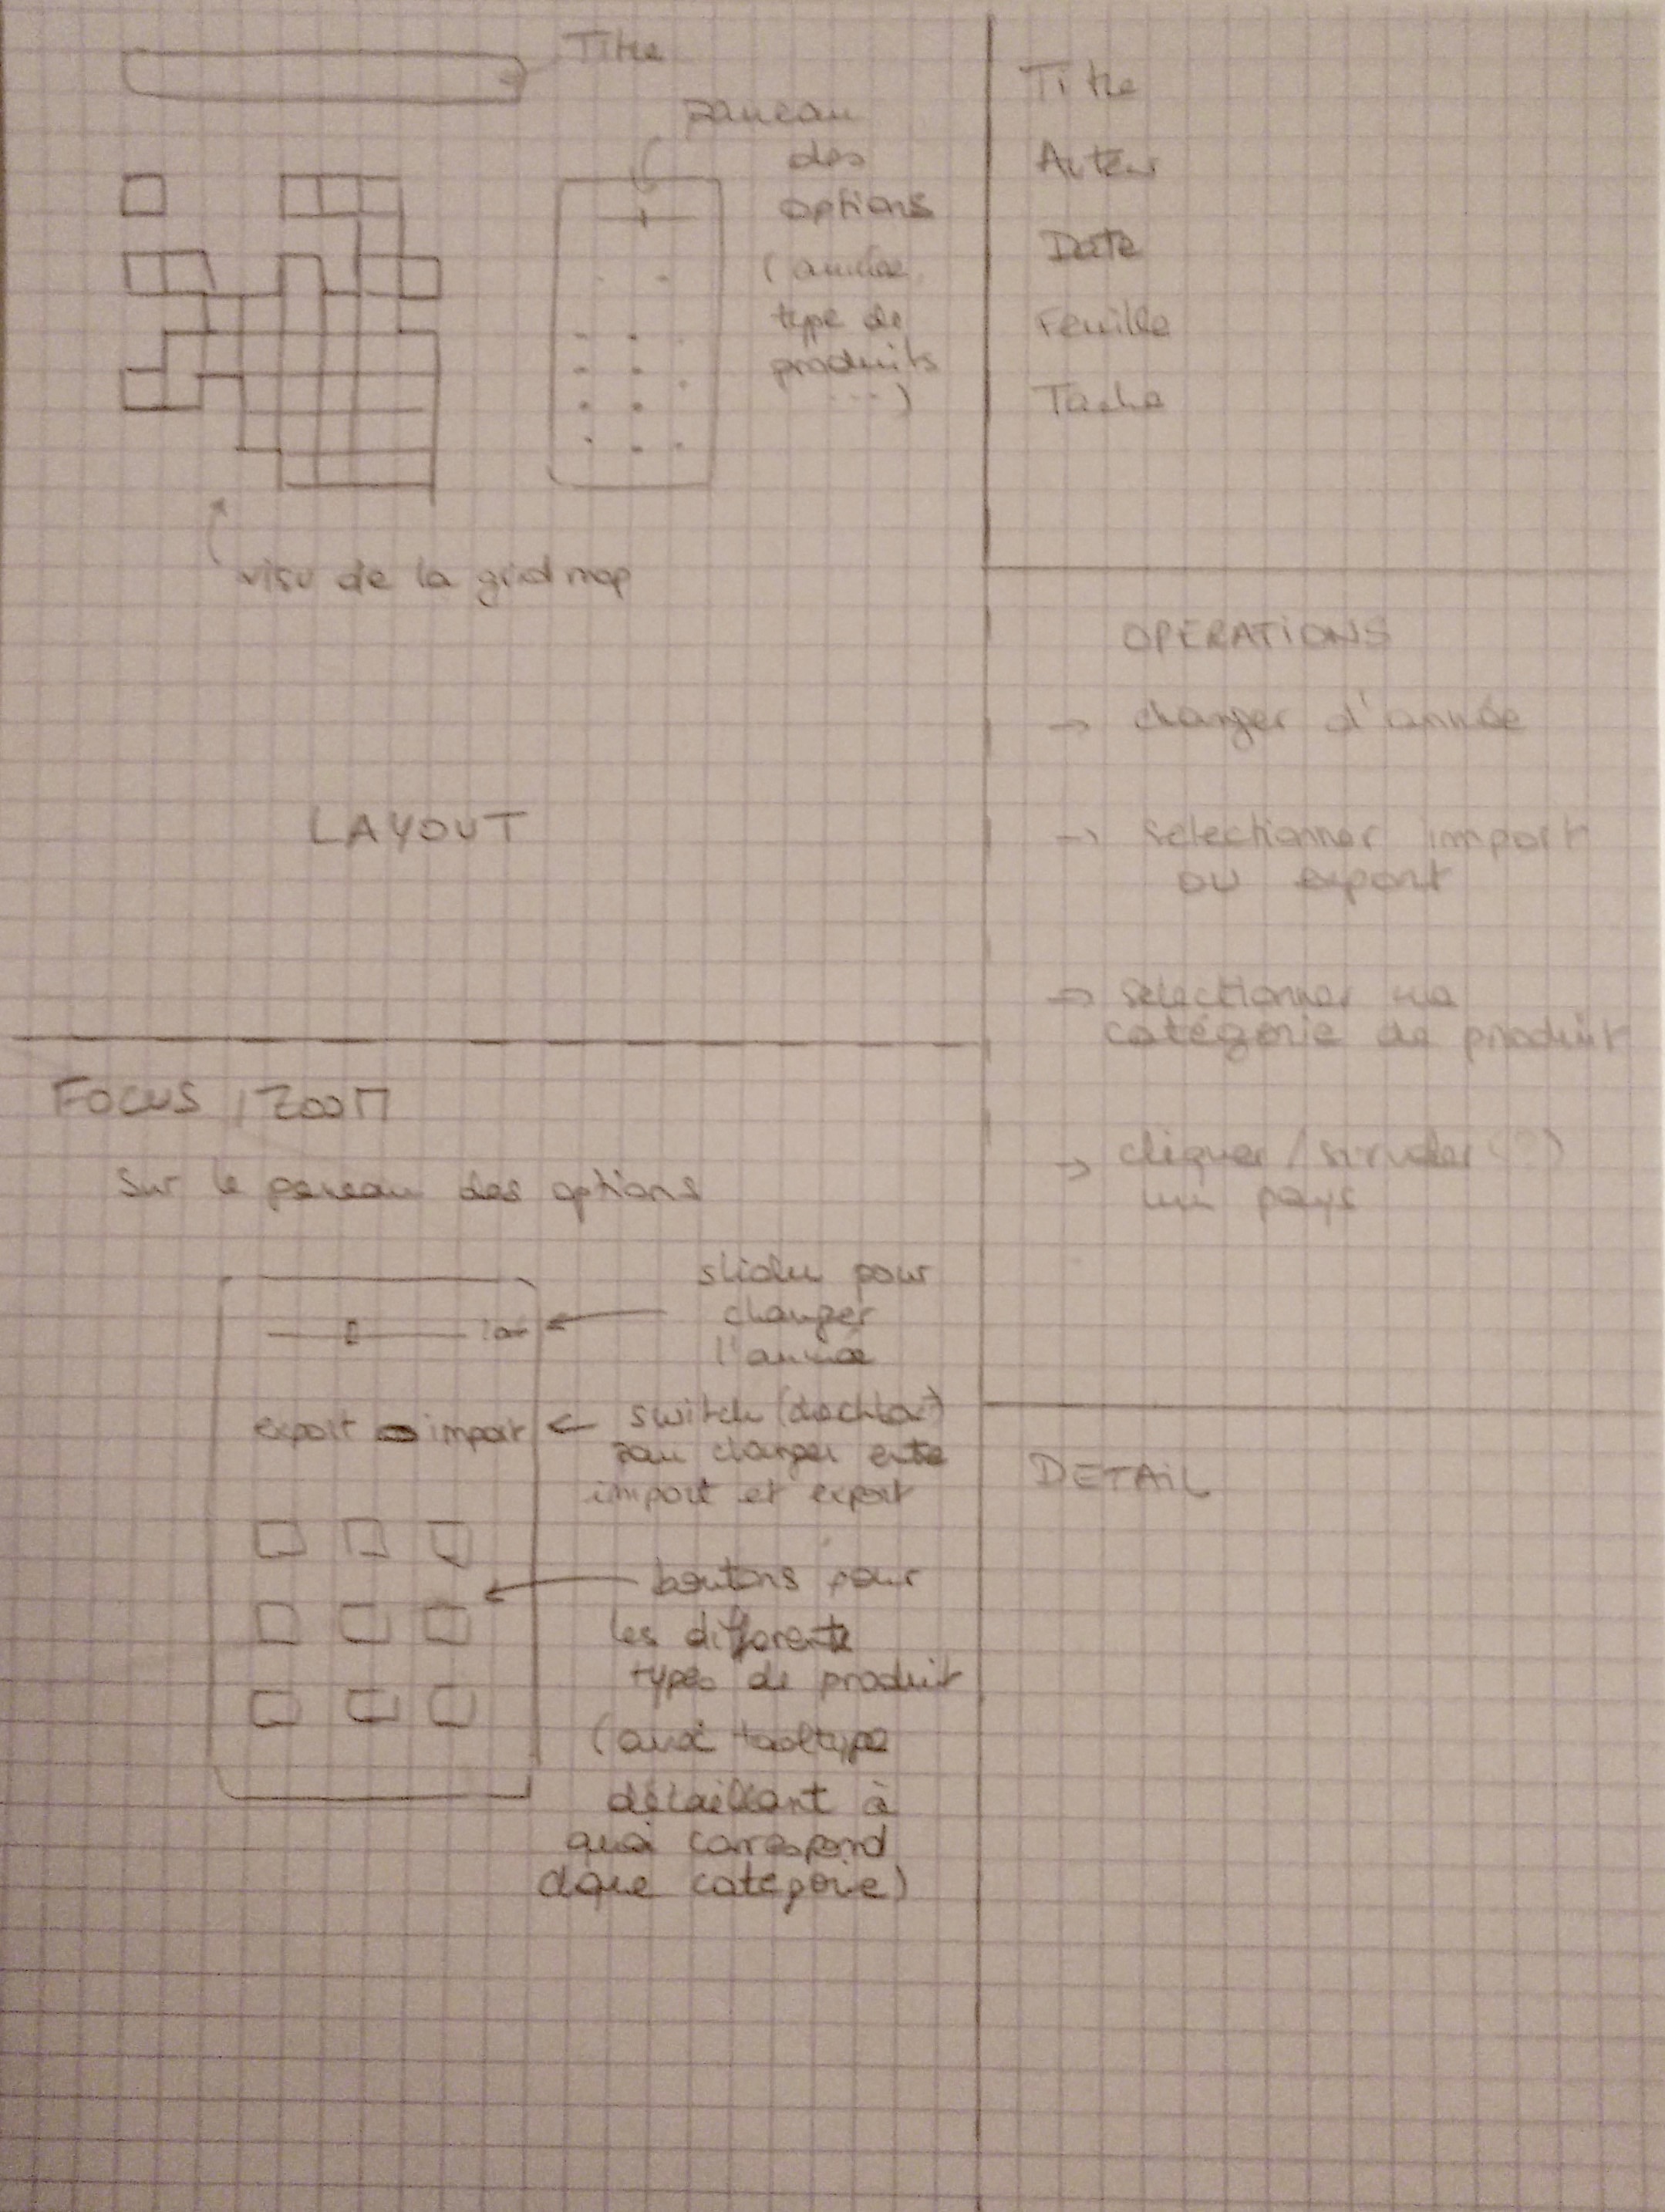 Titre
panneau
des
options
(année,
type de
produits
...)
visu de la grid map
LAYOUT
Titre
Auteur
Date
Feuille
Tache
OPERATIONS
→ changer d'année
→ selectionner import
ou export
→ selectionner une
catégorie de produit
→ cliquer / survoler (?)
un pays
FOCUS / ZOOM
sur le panneau des options
slider pour
changer
l'année
export import
← switch
pour changer entre
import et export
boutons pour
les differents
types de produit
(avec tooltype
détaillant à
quoi correspond
chaque catégorie)
DETAIL